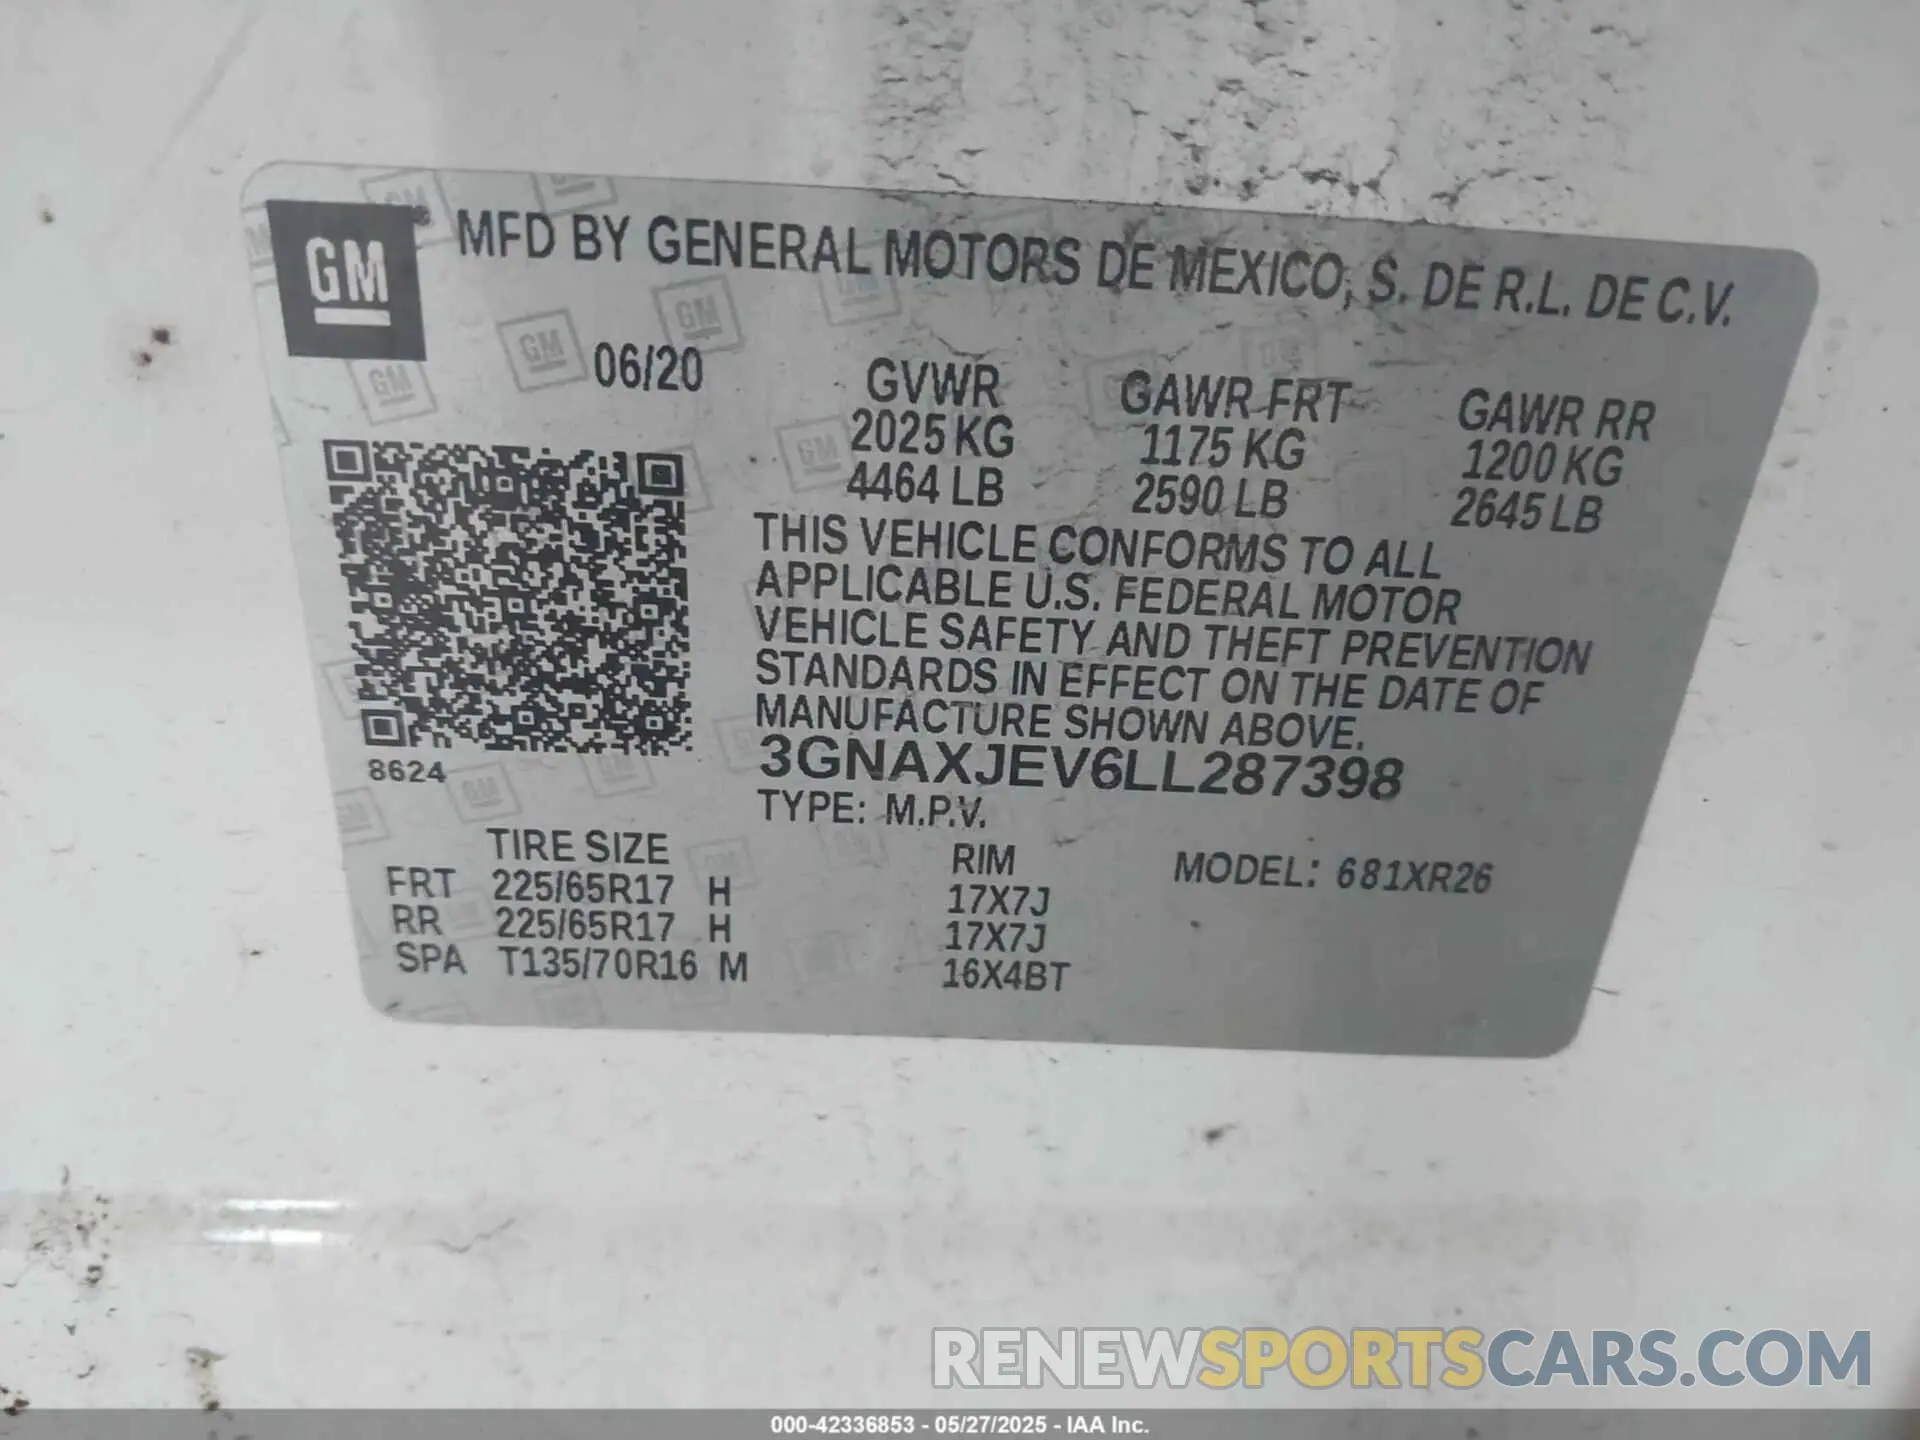 GM
MFD BY GENERAL MOTORS DE MEXICO, S. DE R.L. DE C.V.
06/20
GVWR GAWR FRT GAWR RR
2025 KG 1175 KG 1200 KG
4464 LB 2590 LB 2645 LB
THIS VEHICLE CONFORMS TO ALL
APPLICABLE U.S. FEDERAL MOTOR
VEHICLE SAFETY AND THEFT PREVENTION
STANDARDS IN EFFECT ON THE DATE OF
MANUFACTURE SHOWN ABOVE.
8624
3GNAXJEV6LL287398
TYPE: M.P.V.
TIRE SIZE RIM MODEL: 681XR26
FRT 225/65R17 H 17X7J
RR 225/65R17 H 17X7J
SPA T135/70R16 M 16X4BT
RENEWSPORTSCARS.COM
000-42336853 - 05/27/2025 - IAA Inc.